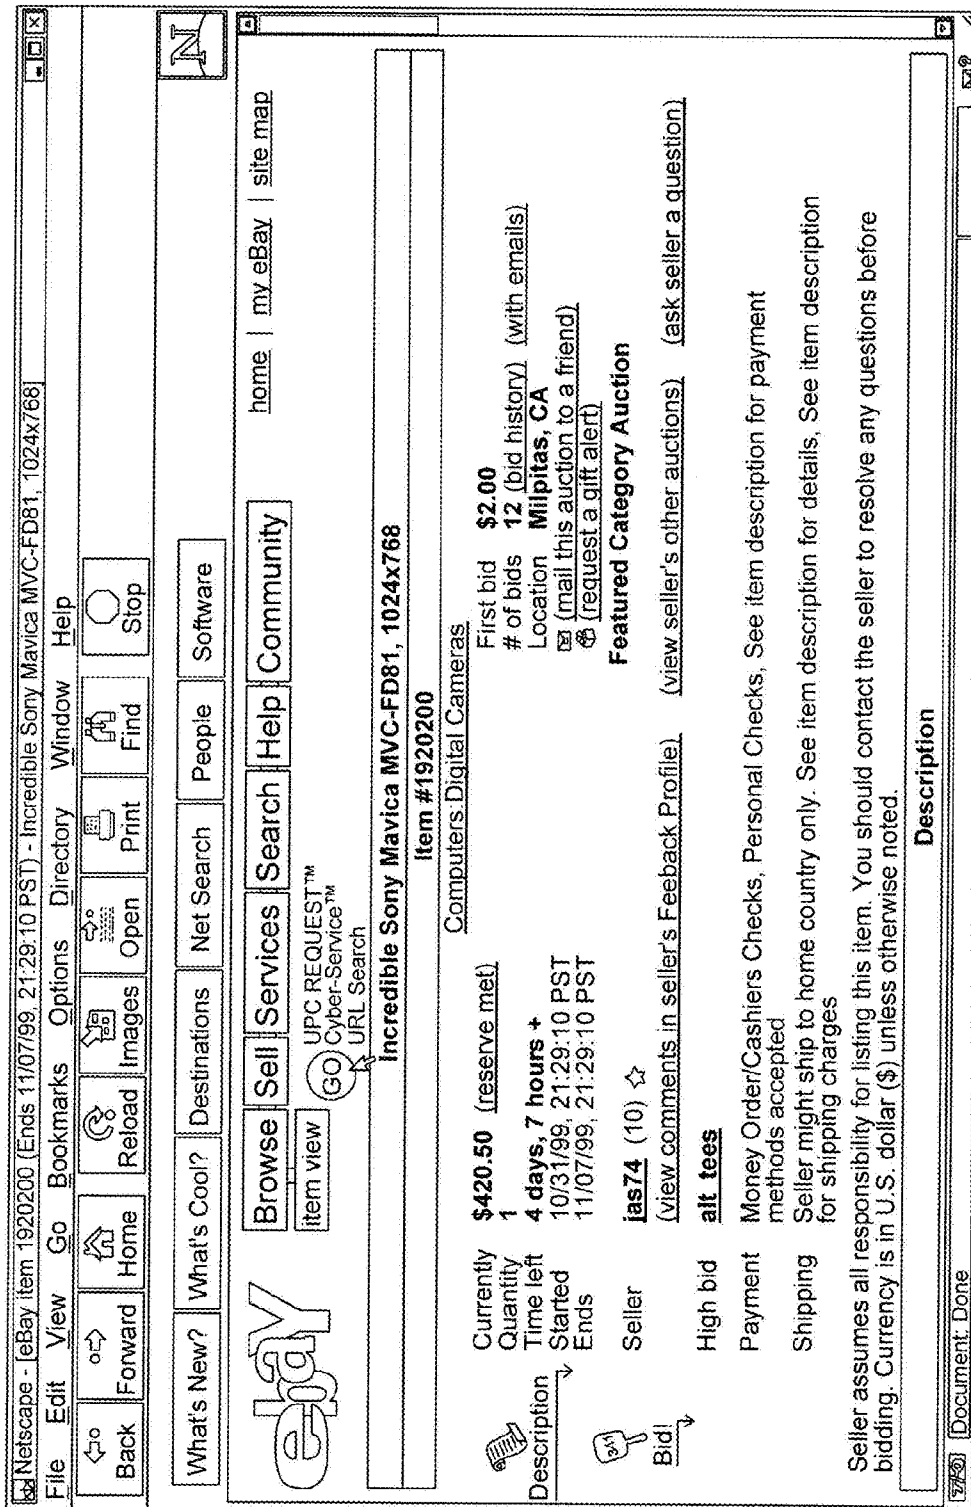 Netscape - [eBay item 1920200 (Ends 11/07/99, 21:29:10 PST) - Incredible Sony Mavica MVC-FD81, 1024x768]
File Edit View Go Bookmarks Options Directory Window Help
Back Forward Home Reload Images Open Print Find Stop
What's New? What's Cool? Destinations Net Search People Software
N
ebay
home | my eBay | site map
Browse Sell Services Search Help Community
item view
GO
UPC REQUEST™
Cyber-Service™
URL Search
Incredible Sony Mavica MVC-FD81, 1024x768
Item #1920200
Computers:Digital Cameras
Currently $420.50 (reserve met) First bid $2.00
Quantity 1 # of bids 12 (bid history) (with emails)
Time left 4 days, 7 hours + Location Milpitas, CA
Started 10/31/99, 21:29:10 PST (mail this auction to a friend)
Ends 11/07/99, 21:29:10 PST (request a gift alert)
Description
Featured Category Auction
Seller jas74 (10)
(view comments in seller's Feeback Profile) (view seller's other auctions) (ask seller a question)
Bid!
High bid alt tees
Payment Money Order/Cashiers Checks, Personal Checks, See item description for payment
methods accepted
Shipping Seller might ship to home country only. See item description for details, See item description
for shipping charges
Seller assumes all responsibility for listing this item. You should contact the seller to resolve any questions before
bidding. Currency is in U.S. dollar ($) unless otherwise noted.
Description
Document: Done